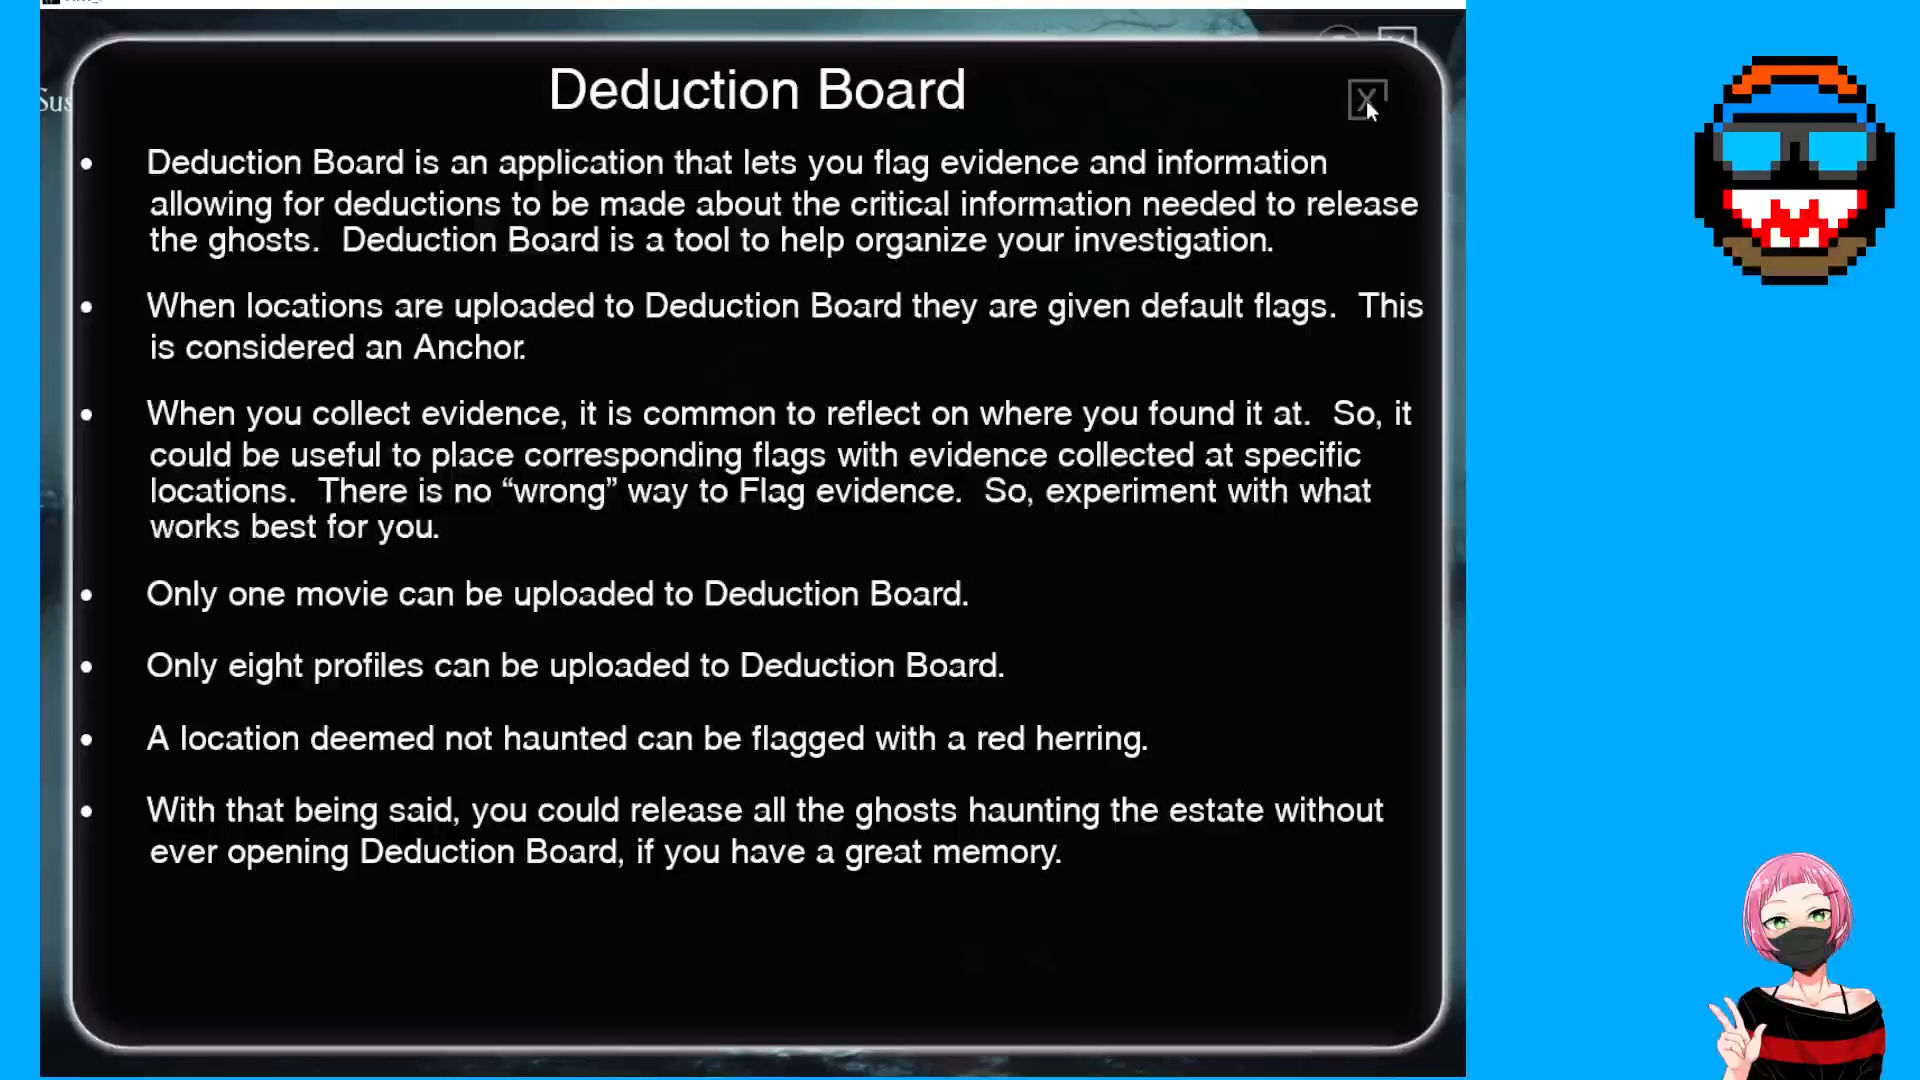 Deduction Board
X
Sus
• Deduction Board is an application that lets you flag evidence and information
allowing for deductions to be made about the critical information needed to release
the ghosts.  Deduction Board is a tool to help organize your investigation.
• When locations are uploaded to Deduction Board they are given default flags.  This
is considered an Anchor.
• When you collect evidence, it is common to reflect on where you found it at.  So, it
could be useful to place corresponding flags with evidence collected at specific
locations.  There is no “wrong” way to Flag evidence.  So, experiment with what
works best for you.
• Only one movie can be uploaded to Deduction Board.
• Only eight profiles can be uploaded to Deduction Board.
• A location deemed not haunted can be flagged with a red herring.
• With that being said, you could release all the ghosts haunting the estate without
ever opening Deduction Board, if you have a great memory.